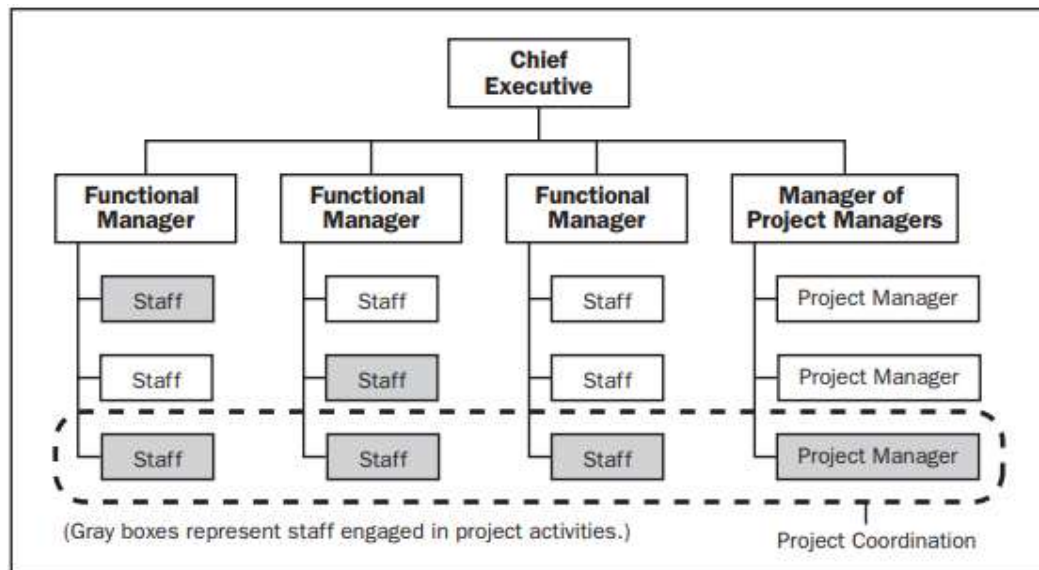 Chief
Executive
Functional
Manager
Functional
Manager
Functional
Manager
Manager of
Project Managers
Staff
Staff
Staff
Project Manager
Staff
Staff
Staff
Project Manager
Staff
Staff
Staff
Project Manager
(Gray boxes represent staff engaged in project activities.)
Project Coordination